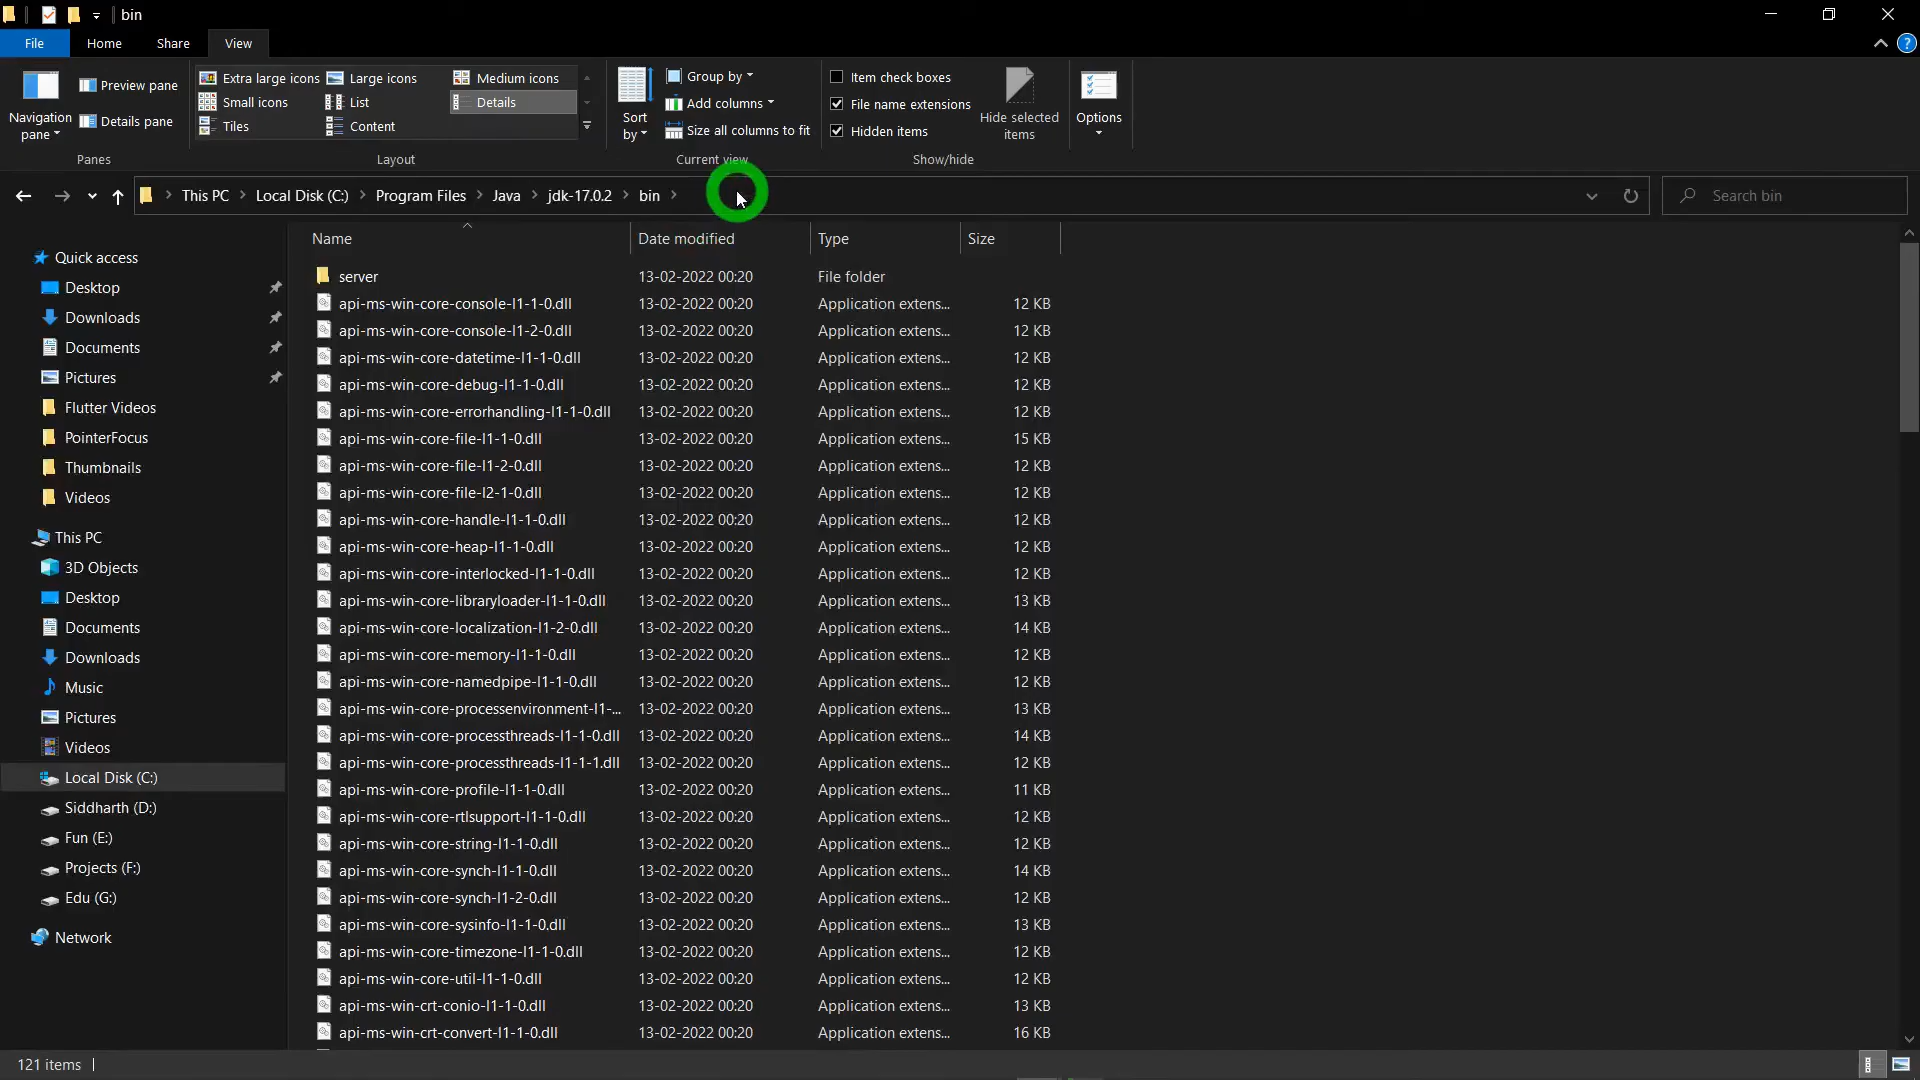 bin
File Home Share View
Navigation pane
Preview pane
Details pane
Panes
Extra large icons Large icons Medium icons
Small icons List Details
Tiles Content
Layout
Sort by
Group by
Add columns
Size all columns to fit
Current view
Item check boxes
File name extensions
Hidden items
Hide selected items
Show/hide
Options
This PC Local Disk (C:) Program Files Java jdk-17.0.2 bin
Search bin
Quick access
Desktop
Downloads
Documents
Pictures
Flutter Videos
PointerFocus
Thumbnails
Videos
This PC
3D Objects
Desktop
Documents
Downloads
Music
Pictures
Videos
Local Disk (C:)
Siddharth (D:)
Fun (E:)
Projects (F:)
Edu (G:)
Network
Name Date modified Type Size
server 13-02-2022 00:20 File folder
api-ms-win-core-console-l1-1-0.dll 13-02-2022 00:20 Application extens... 12 KB
api-ms-win-core-console-l1-2-0.dll 13-02-2022 00:20 Application extens... 12 KB
api-ms-win-core-datetime-l1-1-0.dll 13-02-2022 00:20 Application extens... 12 KB
api-ms-win-core-debug-l1-1-0.dll 13-02-2022 00:20 Application extens... 12 KB
api-ms-win-core-errorhandling-l1-1-0.dll 13-02-2022 00:20 Application extens... 12 KB
api-ms-win-core-file-l1-1-0.dll 13-02-2022 00:20 Application extens... 15 KB
api-ms-win-core-file-l1-2-0.dll 13-02-2022 00:20 Application extens... 12 KB
api-ms-win-core-file-l2-1-0.dll 13-02-2022 00:20 Application extens... 12 KB
api-ms-win-core-handle-l1-1-0.dll 13-02-2022 00:20 Application extens... 12 KB
api-ms-win-core-heap-l1-1-0.dll 13-02-2022 00:20 Application extens... 12 KB
api-ms-win-core-interlocked-l1-1-0.dll 13-02-2022 00:20 Application extens... 12 KB
api-ms-win-core-libraryloader-l1-1-0.dll 13-02-2022 00:20 Application extens... 13 KB
api-ms-win-core-localization-l1-2-0.dll 13-02-2022 00:20 Application extens... 14 KB
api-ms-win-core-memory-l1-1-0.dll 13-02-2022 00:20 Application extens... 12 KB
api-ms-win-core-namedpipe-l1-1-0.dll 13-02-2022 00:20 Application extens... 12 KB
api-ms-win-core-processenvironment-l1-... 13-02-2022 00:20 Application extens... 13 KB
api-ms-win-core-processthreads-l1-1-0.dll 13-02-2022 00:20 Application extens... 14 KB
api-ms-win-core-processthreads-l1-1-1.dll 13-02-2022 00:20 Application extens... 12 KB
api-ms-win-core-profile-l1-1-0.dll 13-02-2022 00:20 Application extens... 11 KB
api-ms-win-core-rtlsupport-l1-1-0.dll 13-02-2022 00:20 Application extens... 12 KB
api-ms-win-core-string-l1-1-0.dll 13-02-2022 00:20 Application extens... 12 KB
api-ms-win-core-synch-l1-1-0.dll 13-02-2022 00:20 Application extens... 14 KB
api-ms-win-core-synch-l1-2-0.dll 13-02-2022 00:20 Application extens... 12 KB
api-ms-win-core-sysinfo-l1-1-0.dll 13-02-2022 00:20 Application extens... 13 KB
api-ms-win-core-timezone-l1-1-0.dll 13-02-2022 00:20 Application extens... 12 KB
api-ms-win-core-util-l1-1-0.dll 13-02-2022 00:20 Application extens... 12 KB
api-ms-win-crt-conio-l1-1-0.dll 13-02-2022 00:20 Application extens... 13 KB
api-ms-win-crt-convert-l1-1-0.dll 13-02-2022 00:20 Application extens... 16 KB
121 items